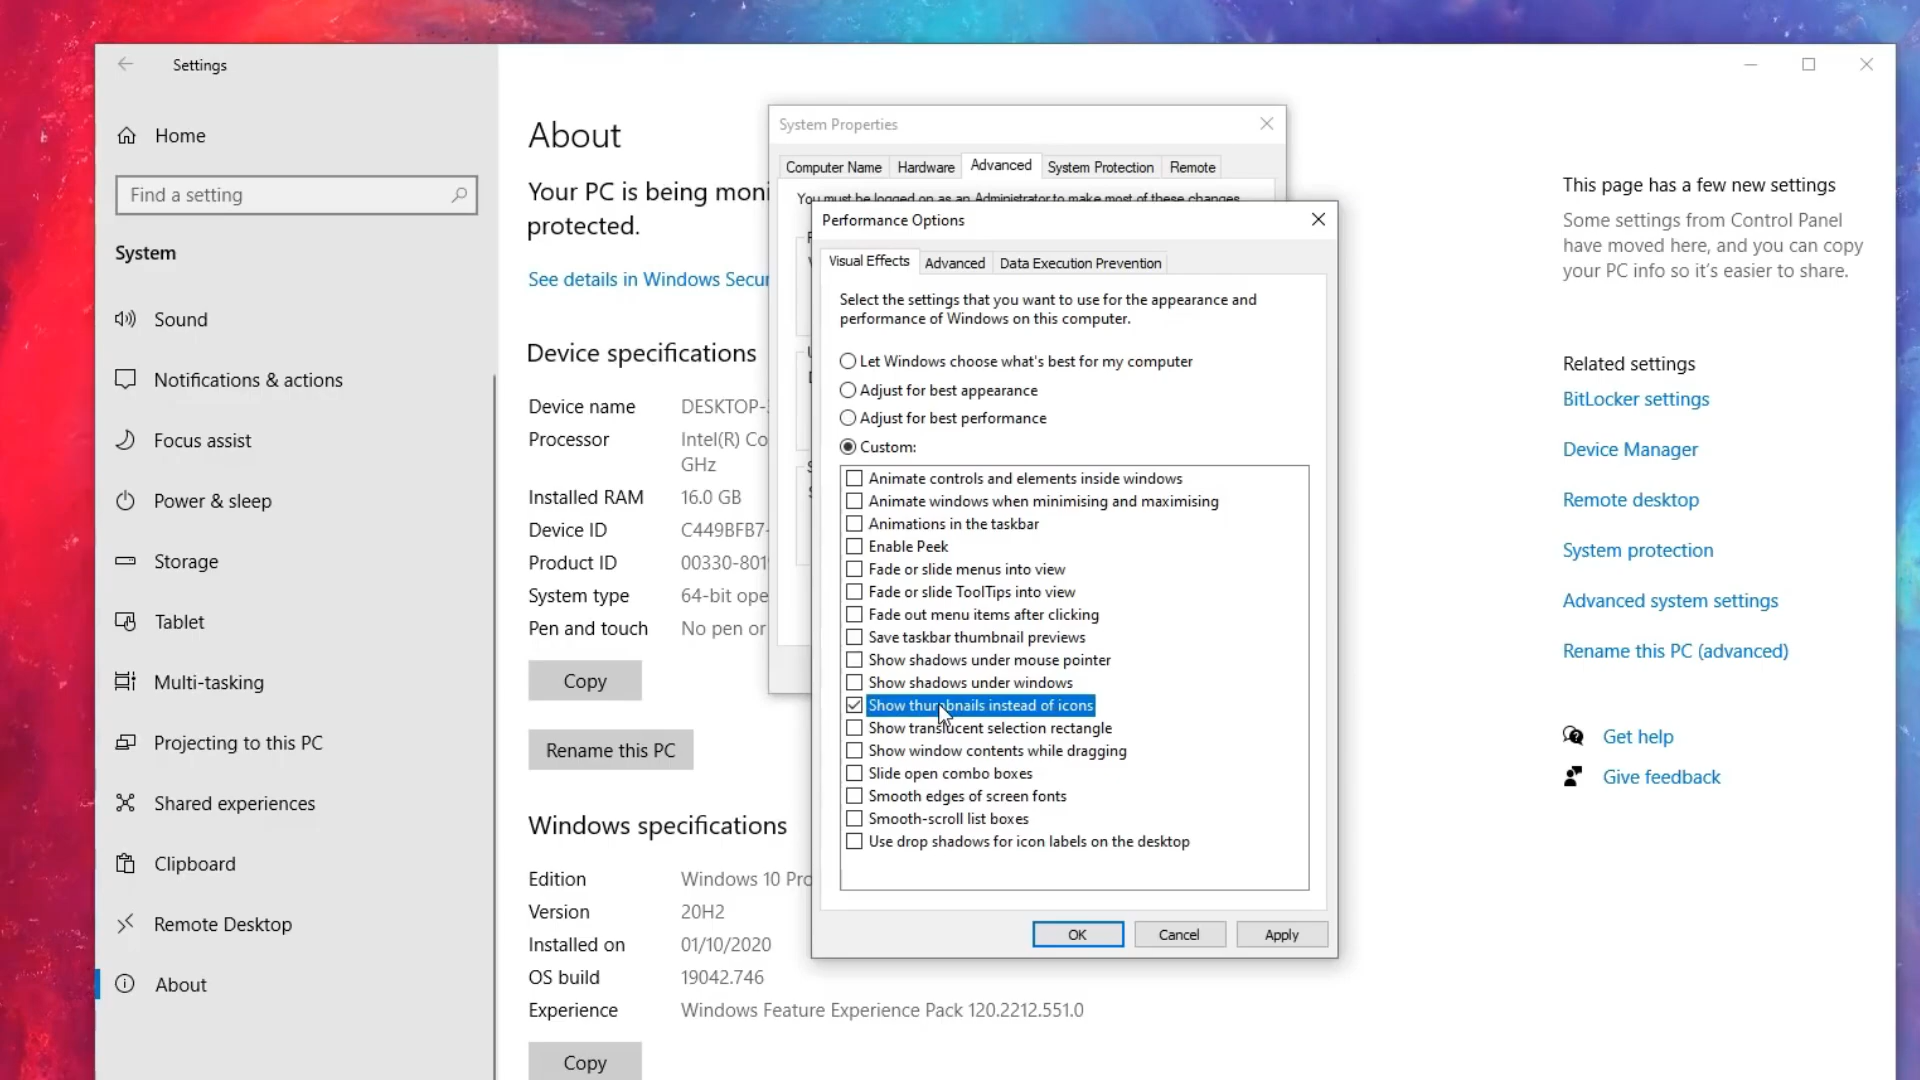 Settings
Home
Find a setting
System
Sound
Notifications & actions
Focus assist
Power & sleep
Storage
Tablet
Multi-tasking
Projecting to this PC
Shared experiences
Clipboard
Remote Desktop
About
About
Your PC is being moni
protected.
See details in Windows Secur
Device specifications
Device name DESKTOP-
Processor Intel(R) Co
GHz
Installed RAM 16.0 GB
Device ID C449BFB7-
Product ID 00330-801
System type 64-bit ope
Pen and touch No pen or
Copy
Rename this PC
Windows specifications
Edition Windows 10 Pro
Version 20H2
Installed on 01/10/2020
OS build 19042.746
Experience Windows Feature Experience Pack 120.2212.551.0
Copy
System Properties
Computer Name Hardware Advanced System Protection Remote
You must be logged on as an Administrator to make most of these changes.
Performance Options
Visual Effects Advanced Data Execution Prevention
Select the settings that you want to use for the appearance and
performance of Windows on this computer.
Let Windows choose what's best for my computer
Adjust for best appearance
Adjust for best performance
Custom:
Animate controls and elements inside windows
Animate windows when minimising and maximising
Animations in the taskbar
Enable Peek
Fade or slide menus into view
Fade or slide ToolTips into view
Fade out menu items after clicking
Save taskbar thumbnail previews
Show shadows under mouse pointer
Show shadows under windows
Show thumbnails instead of icons
Show translucent selection rectangle
Show window contents while dragging
Slide open combo boxes
Smooth edges of screen fonts
Smooth-scroll list boxes
Use drop shadows for icon labels on the desktop
OK Cancel Apply
This page has a few new settings
Some settings from Control Panel
have moved here, and you can copy
your PC info so it's easier to share.
Related settings
BitLocker settings
Device Manager
Remote desktop
System protection
Advanced system settings
Rename this PC (advanced)
Get help
Give feedback